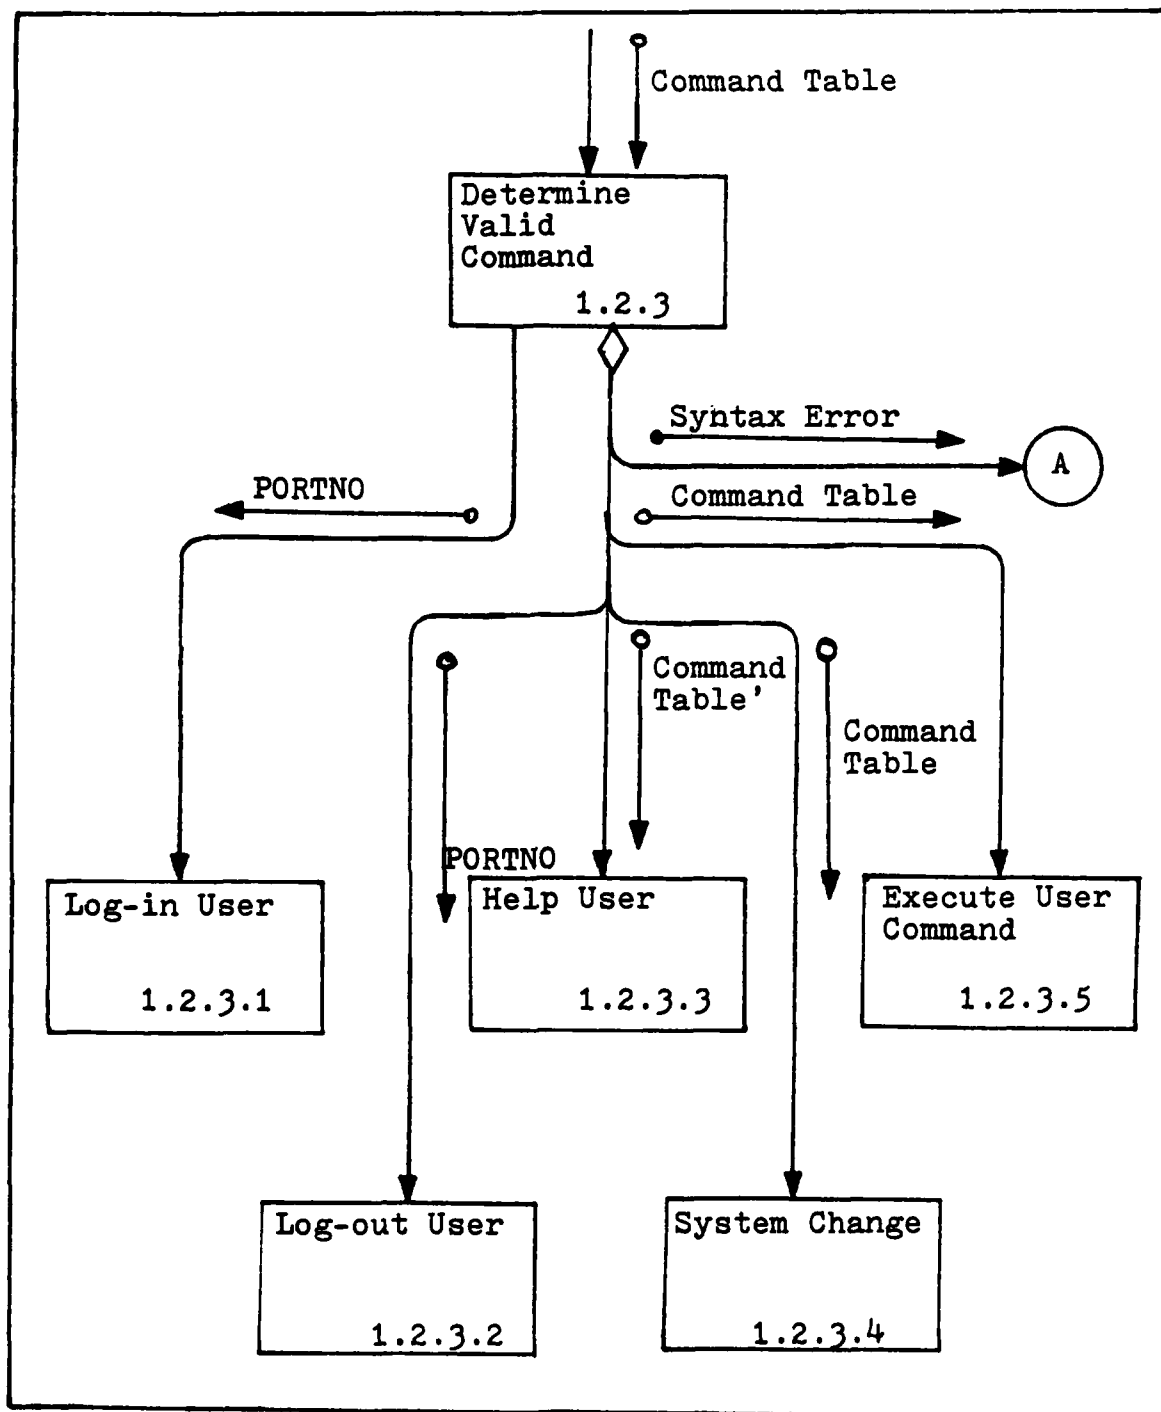 Command Table
Determine
Valid
Command
1.2.3
Syntax Error
A
PORTNO
Command Table
Command
Table'
Command
Table
PORTNO
Log-in User
1.2.3.1
Help User
1.2.3.3
Execute User
Command
1.2.3.5
Log-out User
1.2.3.2
System Change
1.2.3.4